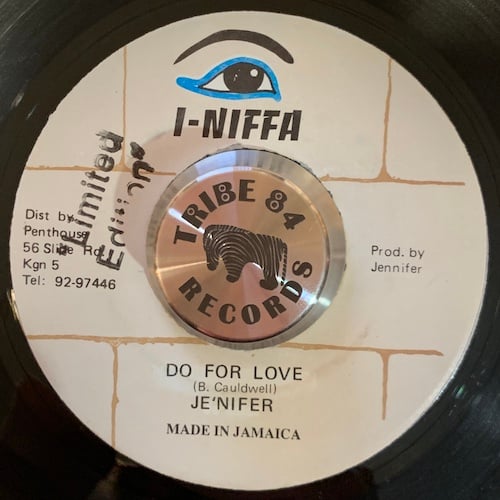 I-NIFFA
Limited
Edition
TRIBE 84
RECORDS
Dist by
Penthouse
56 Slipe Rd
Kgn 5
Tel: 92-97446
Prod. by
Jennifer
DO FOR LOVE
(B. Cauldwell)
JE'NIFER
MADE IN JAMAICA